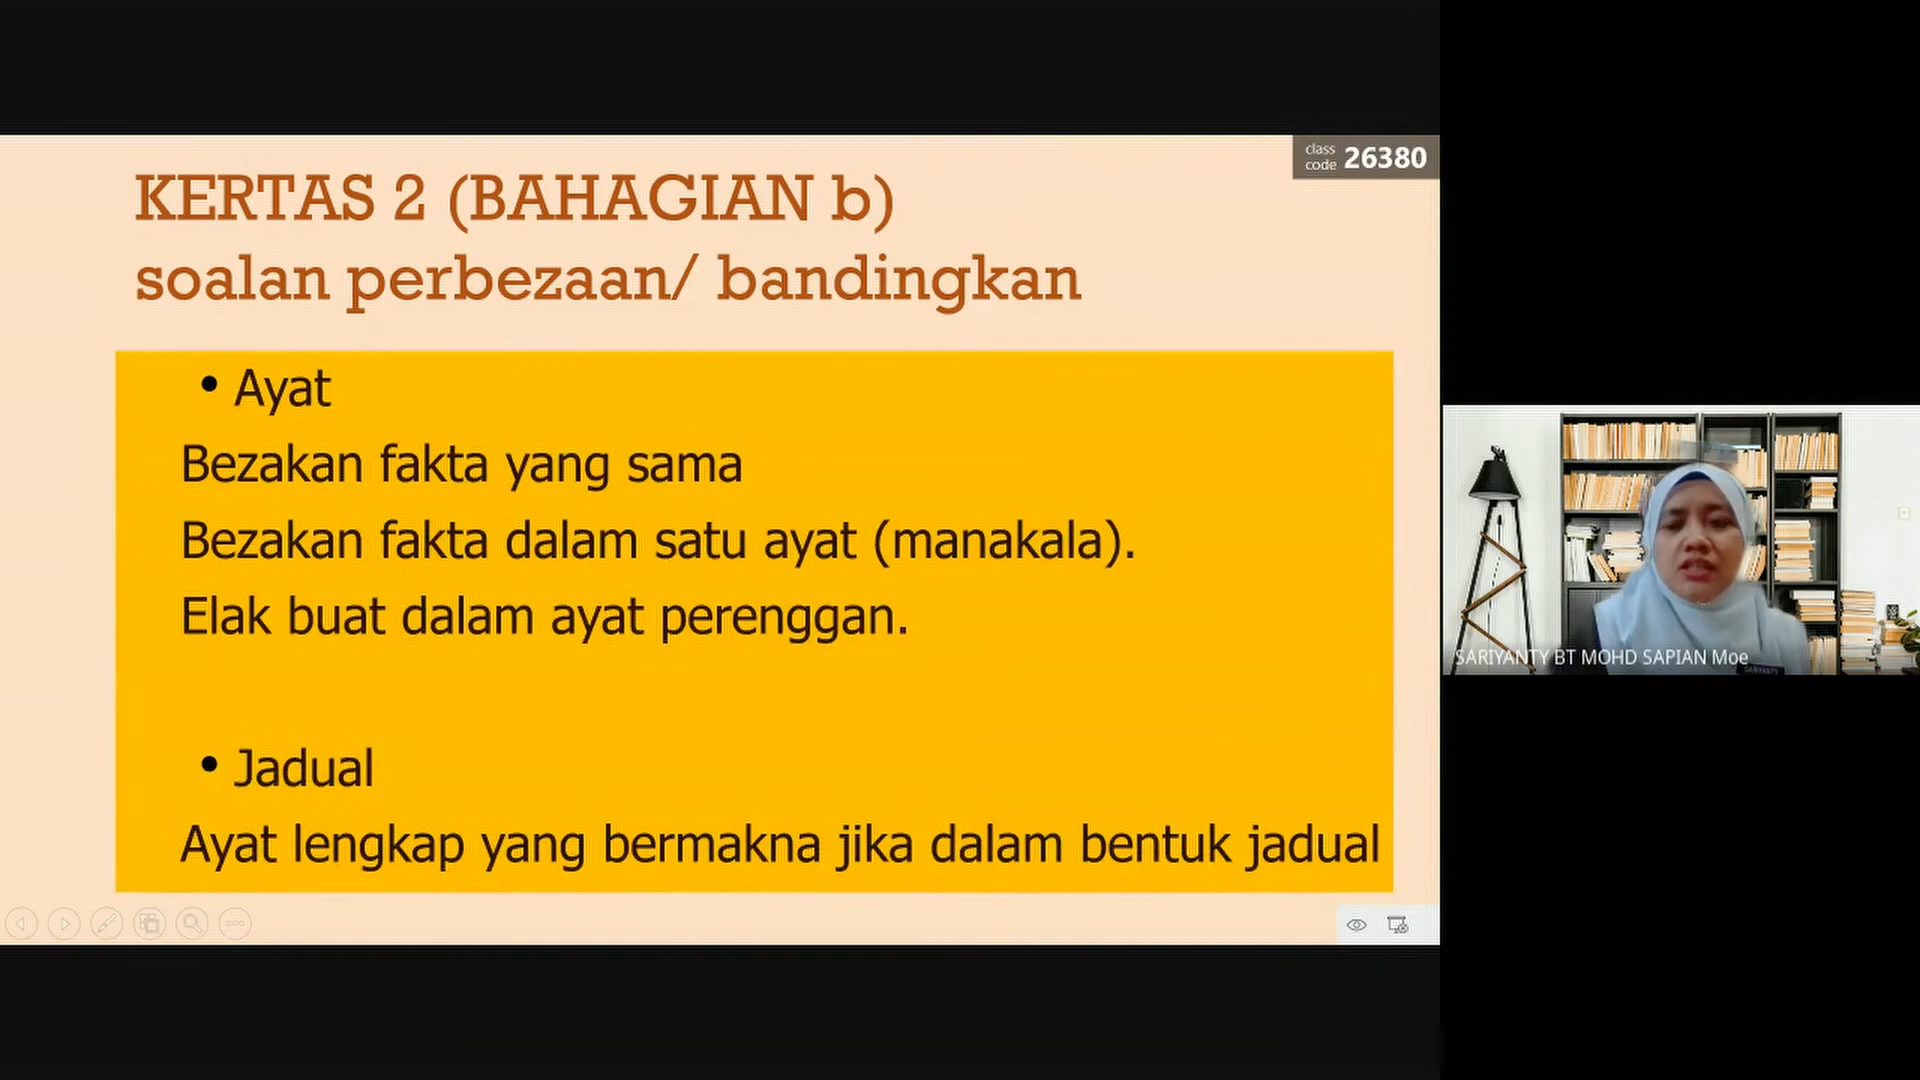 class
code 26380
KERTAS 2 (BAHAGIAN b)
soalan perbezaan/ bandingkan
• Ayat
Bezakan fakta yang sama
Bezakan fakta dalam satu ayat (manakala).
Elak buat dalam ayat perenggan.
• Jadual
Ayat lengkap yang bermakna jika dalam bentuk jadual
SARIYANTY BT MOHD SAPIAN Moe